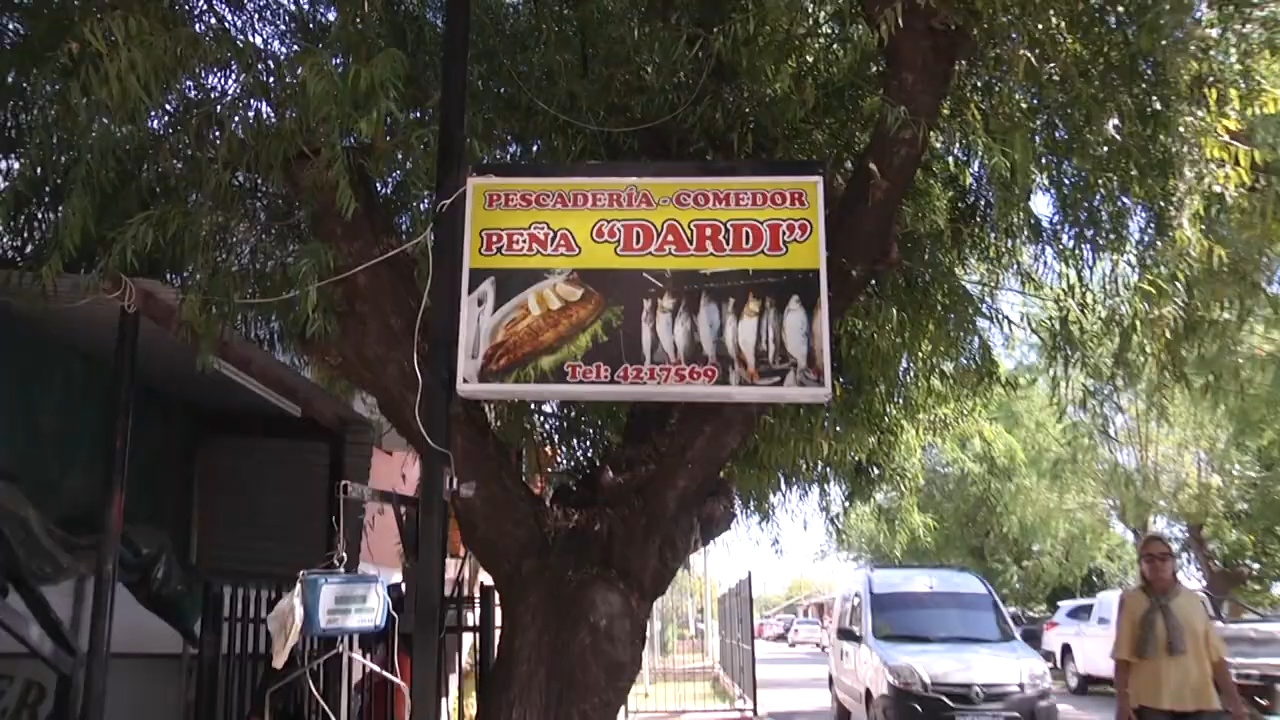 PESCADERÍA - COMEDOR
PEÑA “DARDI”
Tel: 4217569